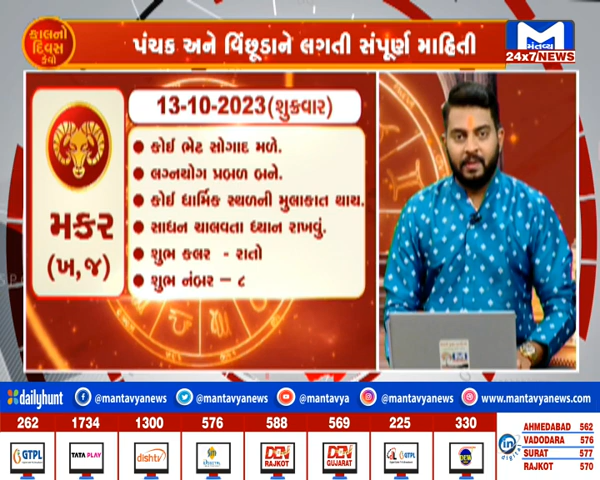 કાલનો
દિવસ
કેવો
પંચક અને વિંછૂડાને લગતી સંપૂર્ણ માહિતી
મંતવ્ય
24x7NEWS
13-10-2023(શુક્રવાર)
કોઈ ભેટ સોગાદ મળે.
લગ્નયોગ પ્રબળ બને.
કોઈ ધાર્મિક સ્થળની મુલાકાત થાય.
સાધન ચાલવતા ધ્યાન રાખવું.
શુભ કલર - રાતો
શુભ નંબર – ૮
મકર
(ખ,જ)
dailyhunt @mantavyanews @mantavyanews @mantavya @mantavyanews www.mantavyanews.com
262 1734 1300 576 588 569 225 330
GTPL TATA PLAY dishtv DEN RAJKOT DEN GUJARAT
in digital
AHMEDABAD 562
VADODARA 576
SURAT 577
RAJKOT 570